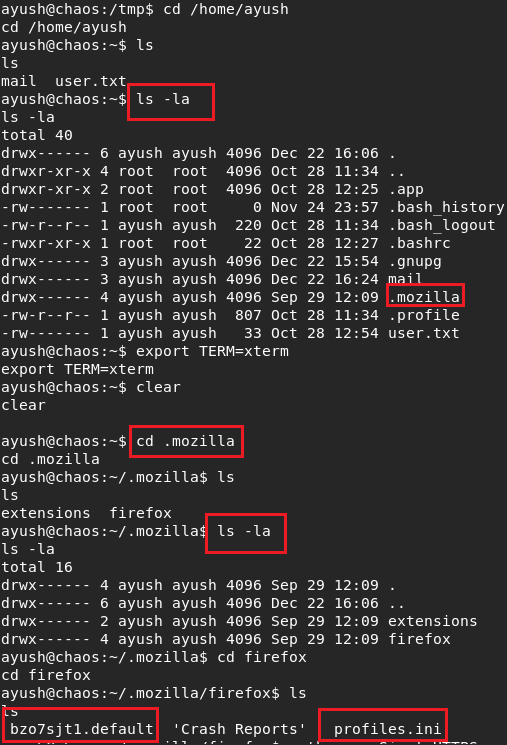 ayush@chaos:/tmp$ cd /home/ayush
cd /home/ayush
ayush@chaos:~$ ls
ls
mail  user.txt
ayush@chaos:~$ ls -la
ls -la
total 40
drwx------ 6 ayush ayush 4096 Dec 22 16:06 .
drwxr-xr-x 4 root  root  4096 Oct 28 11:34 ..
drwxr-xr-x 2 root  root  4096 Oct 28 12:25 .app
-rw------- 1 root  root     0 Nov 24 23:57 .bash_history
-rw-r--r-- 1 ayush ayush  220 Oct 28 11:34 .bash_logout
-rwxr-xr-x 1 root  root    22 Oct 28 12:27 .bashrc
drwx------ 3 ayush ayush 4096 Dec 22 15:54 .gnupg
drwx------ 3 ayush ayush 4096 Dec 22 16:24 mail
drwx------ 4 ayush ayush 4096 Sep 29 12:09 .mozilla
-rw-r--r-- 1 ayush ayush  807 Oct 28 11:34 .profile
-rw------- 1 ayush ayush   33 Oct 28 12:54 user.txt
ayush@chaos:~$ export TERM=xterm
export TERM=xterm
ayush@chaos:~$ clear
clear
ayush@chaos:~$ cd .mozilla
cd .mozilla
ayush@chaos:~/.mozilla$ ls
ls
extensions  firefox
ayush@chaos:~/.mozilla$ ls -la
ls -la
total 16
drwx------ 4 ayush ayush 4096 Sep 29 12:09 .
drwx------ 6 ayush ayush 4096 Dec 22 16:06 ..
drwx------ 2 ayush ayush 4096 Sep 29 12:09 extensions
drwx------ 4 ayush ayush 4096 Sep 29 12:09 firefox
ayush@chaos:~/.mozilla$ cd firefox
cd firefox
ayush@chaos:~/.mozilla/firefox$ ls
ls
bzo7sjt1.default  'Crash Reports'   profiles.ini